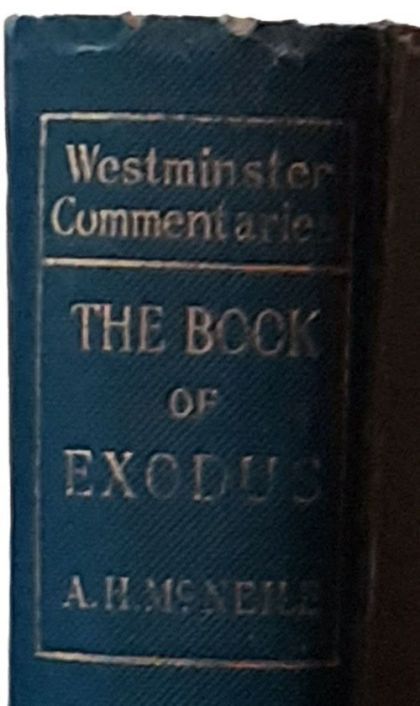 Westminster
Commentaries
THE BOOK
OF
EXODUS
A. H. McNEILE